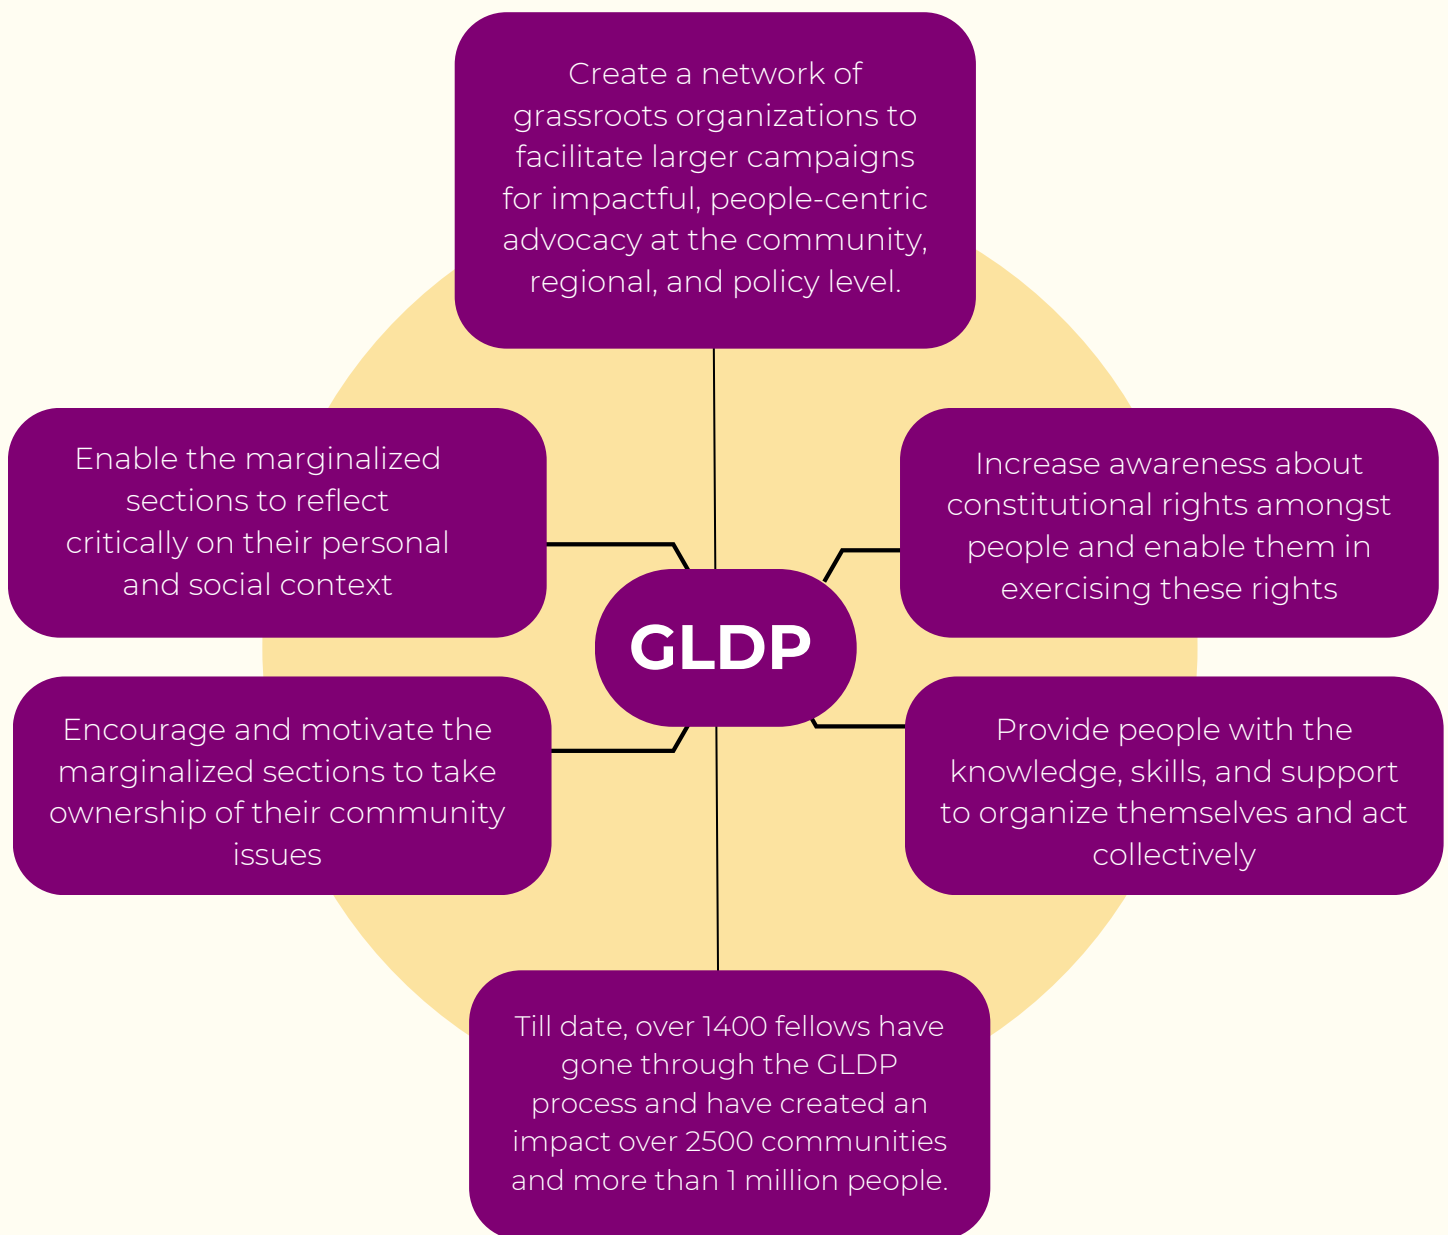 Create a network of
grassroots organizations to
facilitate larger campaigns
for impactful, people-centric
advocacy at the community,
regional, and policy level.
Enable the marginalized
sections to reflect
critically on their personal
and social context
Increase awareness about
constitutional rights amongst
people and enable them in
exercising these rights
GLDP
Encourage and motivate the
marginalized sections to take
ownership of their community
issues
Provide people with the
knowledge, skills, and support
to organize themselves and act
collectively
Till date, over 1400 fellows have
gone through the GLDP
process and have created an
impact over 2500 communities
and more than 1 million people.